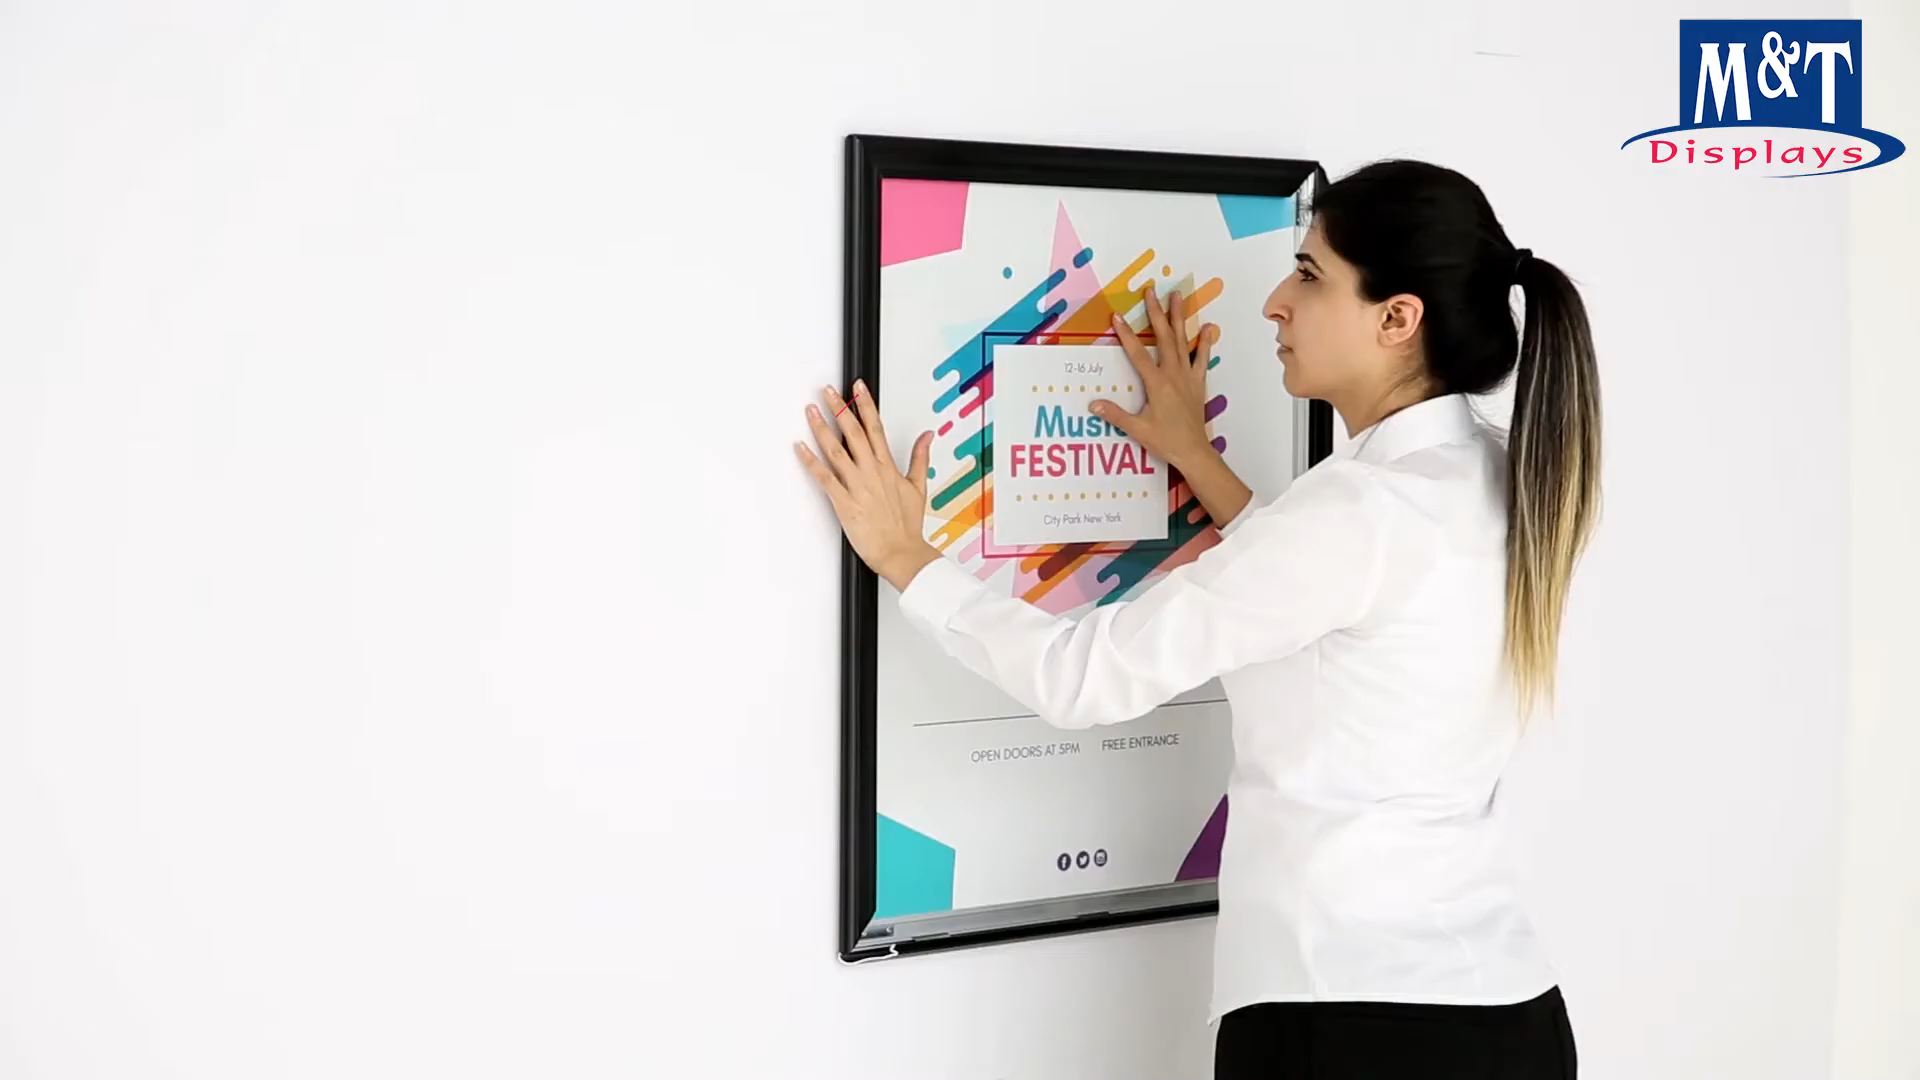 M&T
Displays
12-16 July
Music
FESTIVAL
City Park New York
OPEN DOORS AT 5PM FREE ENTRANCE